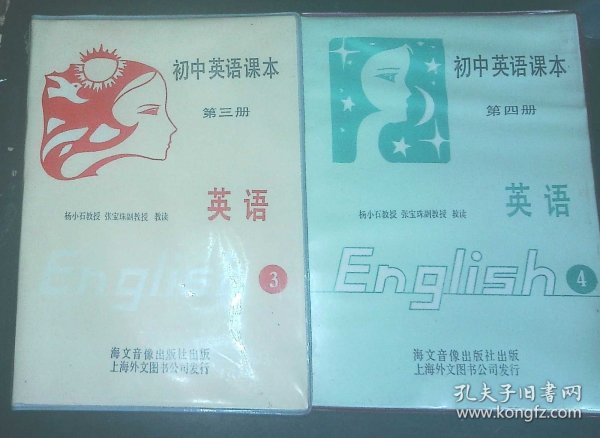 初中英语课本
第三册
英语
杨小石教授 张宝珠副教授 教读
English
3
海文音像出版社出版
上海外文图书公司发行
初中英语课本
第四册
英语
杨小石教授 张宝珠副教授 教读
English
4
海文音像出版社出版
上海外文图书公司发行
孔夫子旧书网
www.kongfz.com